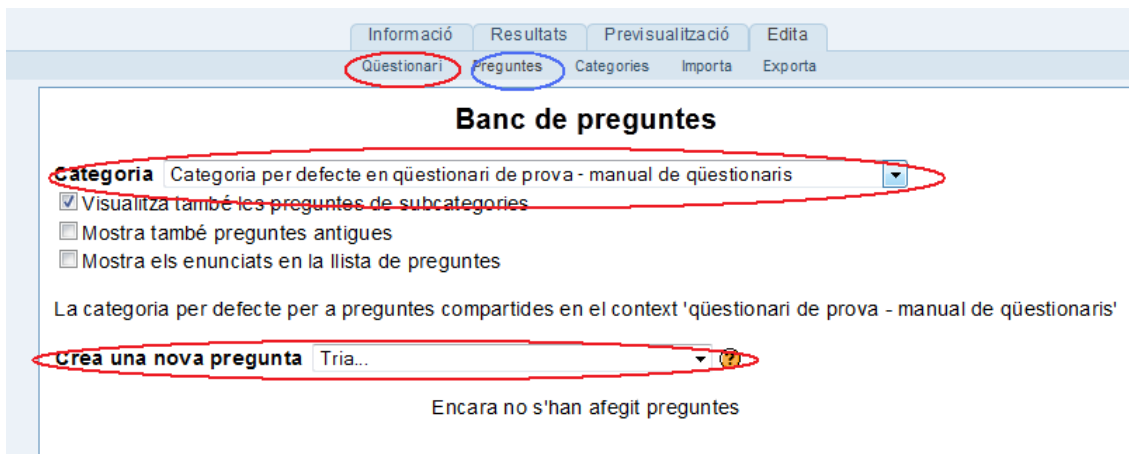 Informació Resultats Previsualització Edita
Qüestionari Preguntes Categories Importa Exporta
Banc de preguntes
Categoria Categoria per defecte en qüestionari de prova - manual de qüestionaris
Visualitza també les preguntes de subcategories
Mostra també preguntes antigues
Mostra els enunciats en la llista de preguntes
La categoria per defecte per a preguntes compartides en el context 'qüestionari de prova - manual de qüestionaris'
Crea una nova pregunta Tria... ?
Encara no s'han afegit preguntes